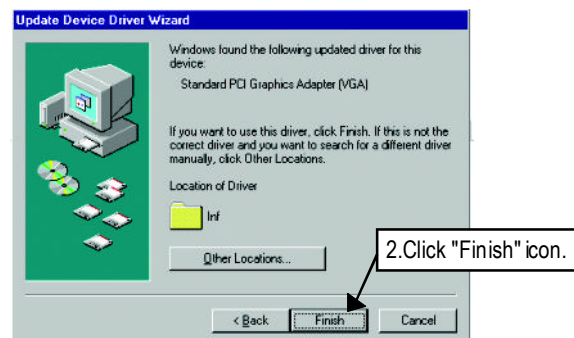 Update Device Driver Wizard
Windows found the following updated driver for this
device:
Standard PCI Graphics Adapter (VGA)
If you want to use this driver, click Finish. If this is not the
correct driver and you want to search for a different driver
manually, click Other Locations.
Location of Driver
Inf
Other Locations...
2.Click "Finish" icon.
< Back
Finish
Cancel